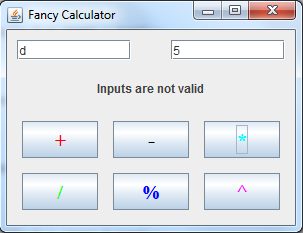 Fancy Calculator
d 5
Inputs are not valid
+ - *
/ % ^